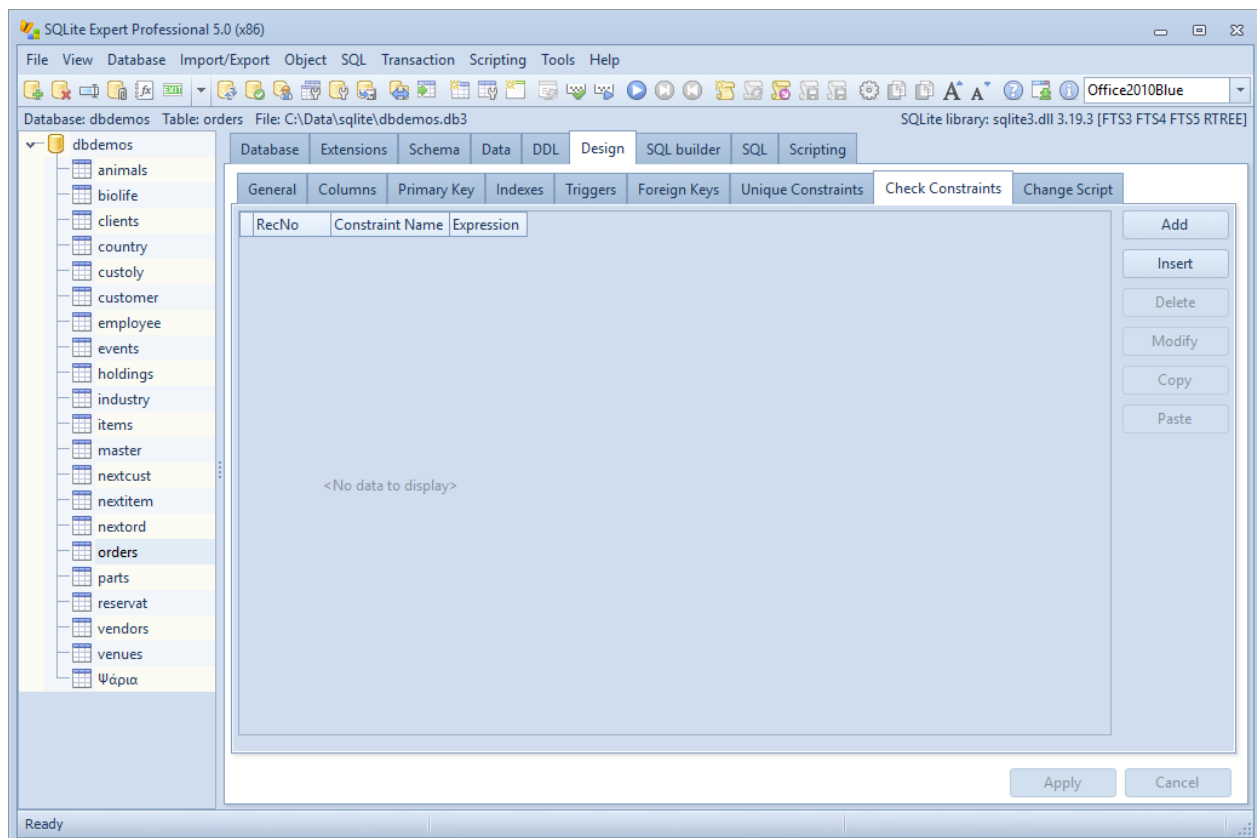 SQLite Expert Professional 5.0 (x86)
File View Database Import/Export Object SQL Transaction Scripting Tools Help
Office2010Blue
Database: dbdemos Table: orders File: C:\Data\sqlite\dbdemos.db3 SQLite library: sqlite3.dll 3.19.3 [FTS3 FTS4 FTS5 RTREE]
dbdemos
animals
biolife
clients
country
custoly
customer
employee
events
holdings
industry
items
master
nextcust
nextitem
nextord
orders
parts
reservat
vendors
venues
Ψάρια
Database Extensions Schema Data DDL Design SQL builder SQL Scripting
General Columns Primary Key Indexes Triggers Foreign Keys Unique Constraints Check Constraints Change Script
RecNo Constraint Name Expression
<No data to display>
Add
Insert
Delete
Modify
Copy
Paste
Apply Cancel
Ready